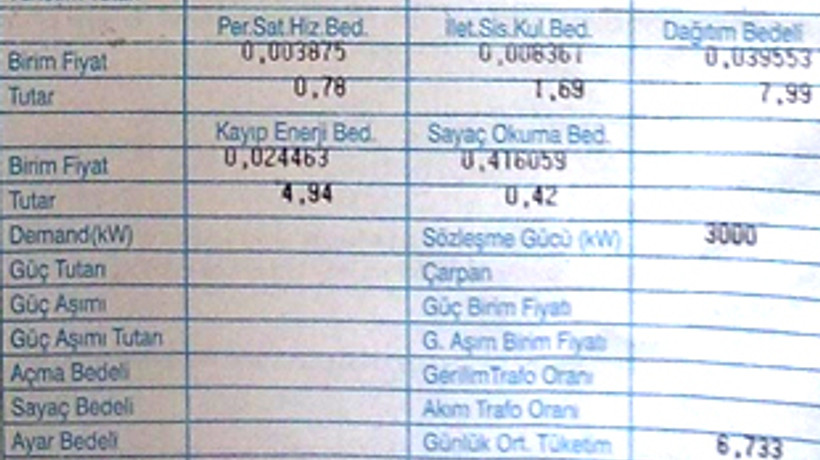 Per.Sat.Hiz.Bed. İlet.Sis.Kul.Bed. Dağıtım Bedeli
Birim Fiyat 0,003875 0,008361 0,039553
Tutar 0,78 1,69 7,99
Kayıp Enerji Bed. Sayaç Okuma Bed.
Birim Fiyat 0,024463 0,416059
Tutar 4,94 0,42
Demand(kW) Sözleşme Gücü (kW) 3000
Güç Tutarı Çarpan
Güç Aşımı Güç Birim Fiyatı
Güç Aşımı Tutarı G. Aşım Birim Fiyatı
Açma Bedeli GerilimTrafo Oranı
Sayaç Bedeli Akım Trafo Oranı
Ayar Bedeli Günlük Ort. Tüketim 6,733